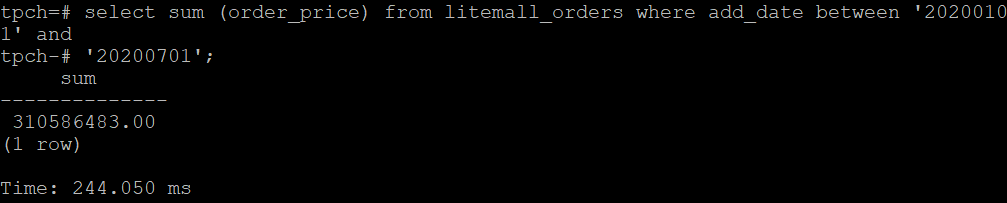 tpch=# select sum (order_price) from litemall_orders where add_date between '2020010
1' and
tpch-# '20200701';
sum
--------------
310586483.00
(1 row)
Time: 244.050 ms